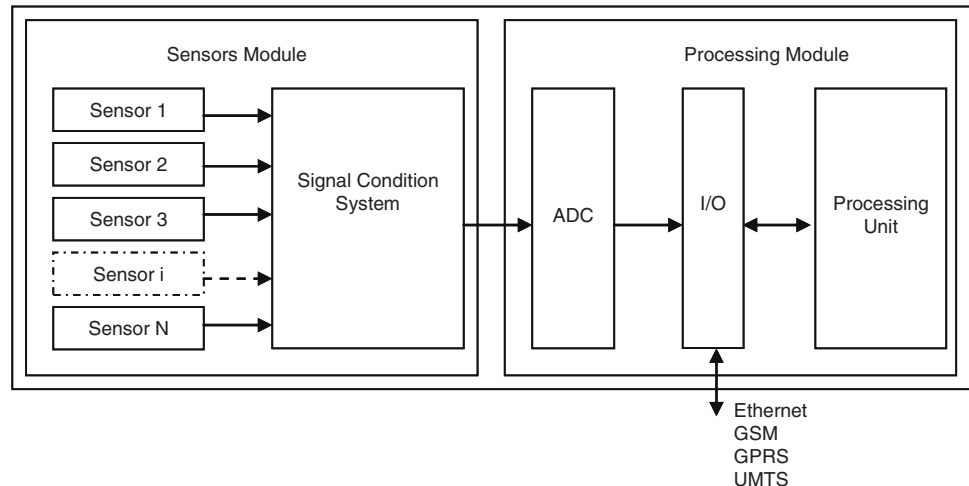 Sensors Module
Processing Module
Sensor 1
Sensor 2
Sensor 3
Sensor i
Sensor N
Signal Condition
System
ADC
I/O
Processing
Unit
Ethernet
GSM
GPRS
UMTS